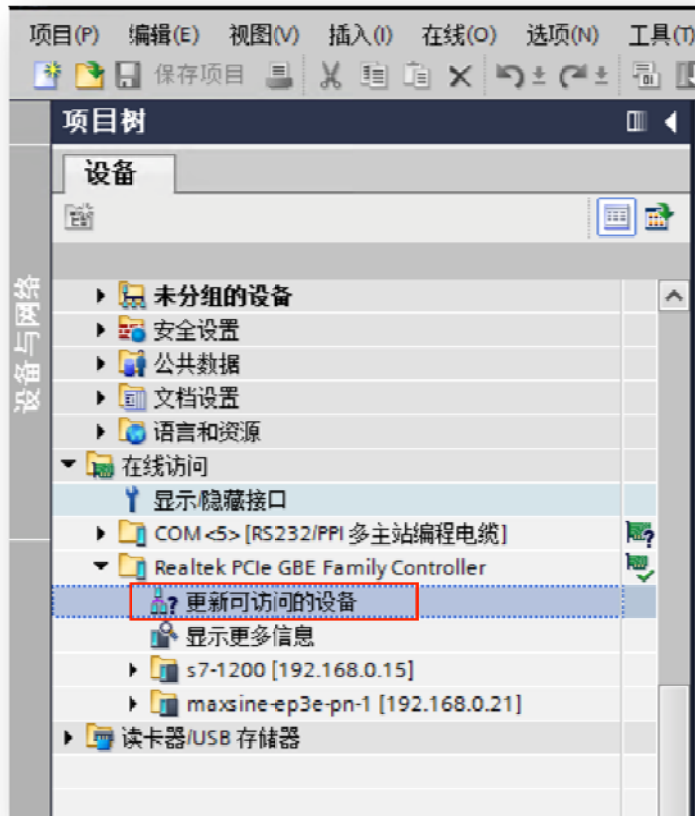 项目(P) 编辑(E) 视图(V) 插入(I) 在线(O) 选项(N) 工具(T)
保存项目
项目树
设备
设备与网络
未分组的设备
安全设置
公共数据
文档设置
语言和资源
在线访问
显示/隐藏接口
COM <5> [RS232/PPI 多主站编程电缆]
Realtek PCIe GBE Family Controller
更新可访问的设备
显示更多信息
s7-1200 [192.168.0.15]
maxsine-ep3e-pn-1 [192.168.0.21]
读卡器/USB 存储器